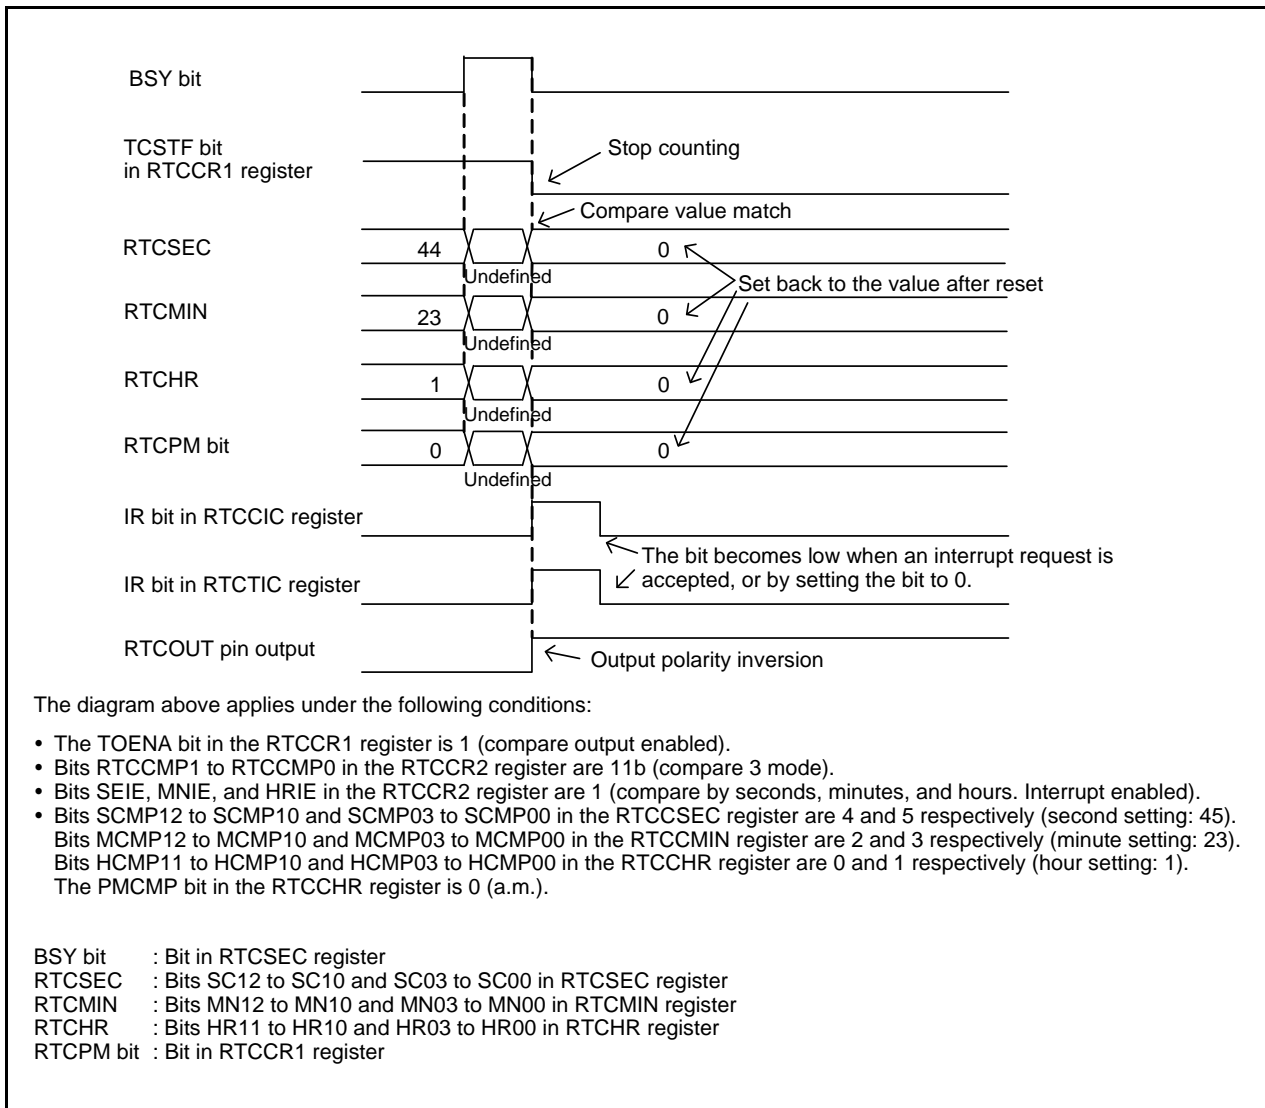 BSY bit
TCSTF bit
in RTCCR1 register
Stop counting
Compare value match
RTCSEC
44
0
Undefined
Set back to the value after reset
RTCMIN
23
0
Undefined
RTCHR
1
0
Undefined
RTCPM bit
0
0
Undefined
IR bit in RTCCIC register
The bit becomes low when an interrupt request is
accepted, or by setting the bit to 0.
IR bit in RTCTIC register
RTCOUT pin output
Output polarity inversion
The diagram above applies under the following conditions:
• The TOENA bit in the RTCCR1 register is 1 (compare output enabled).
• Bits RTCCMP1 to RTCCMP0 in the RTCCR2 register are 11b (compare 3 mode).
• Bits SEIE, MNIE, and HRIE in the RTCCR2 register are 1 (compare by seconds, minutes, and hours. Interrupt enabled).
• Bits SCMP12 to SCMP10 and SCMP03 to SCMP00 in the RTCCSEC register are 4 and 5 respectively (second setting: 45).
Bits MCMP12 to MCMP10 and MCMP03 to MCMP00 in the RTCCMIN register are 2 and 3 respectively (minute setting: 23).
Bits HCMP11 to HCMP10 and HCMP03 to HCMP00 in the RTCCHR register are 0 and 1 respectively (hour setting: 1).
The PMCMP bit in the RTCCHR register is 0 (a.m.).
BSY bit : Bit in RTCSEC register
RTCSEC : Bits SC12 to SC10 and SC03 to SC00 in RTCSEC register
RTCMIN : Bits MN12 to MN10 and MN03 to MN00 in RTCMIN register
RTCHR : Bits HR11 to HR10 and HR03 to HR00 in RTCHR register
RTCPM bit : Bit in RTCCR1 register